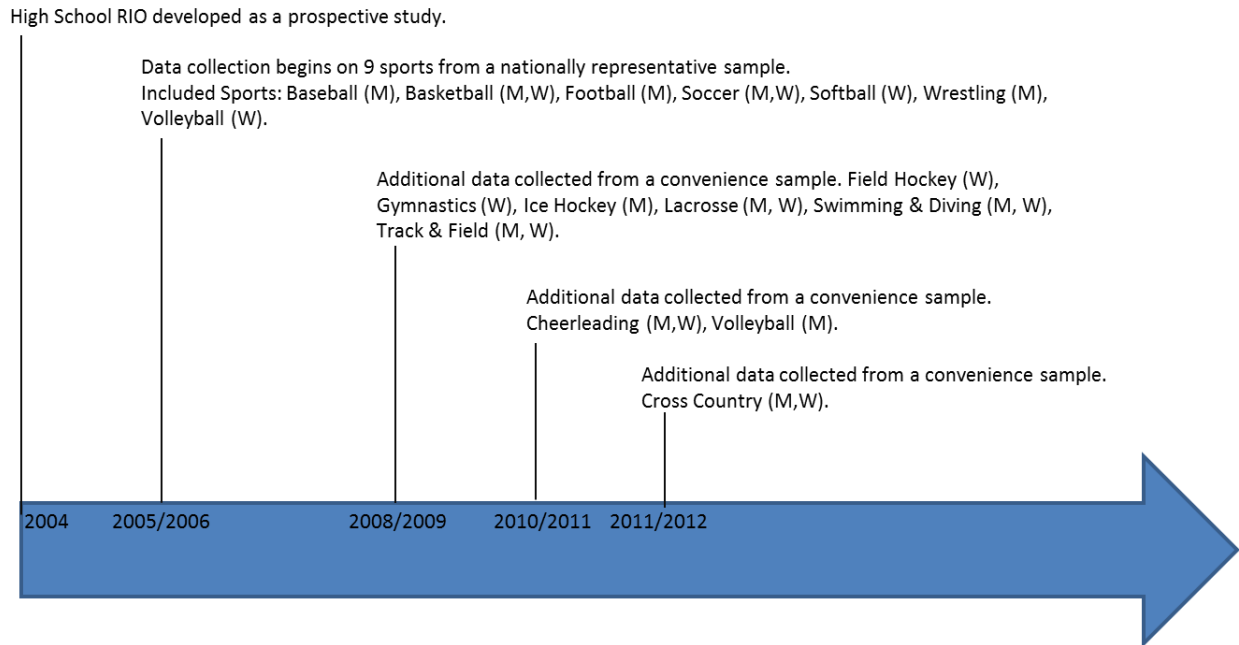 High School RIO developed as a prospective study.
Data collection begins on 9 sports from a nationally representative sample.
Included Sports: Baseball (M), Basketball (M,W), Football (M), Soccer (M,W), Softball (W), Wrestling (M),
Volleyball (W).
Additional data collected from a convenience sample. Field Hockey (W),
Gymnastics (W), Ice Hockey (M), Lacrosse (M, W), Swimming & Diving (M, W),
Track & Field (M, W).
Additional data collected from a convenience sample.
Cheerleading (M,W), Volleyball (M).
Additional data collected from a convenience sample.
Cross Country (M,W).
2004 2005/2006 2008/2009 2010/2011 2011/2012